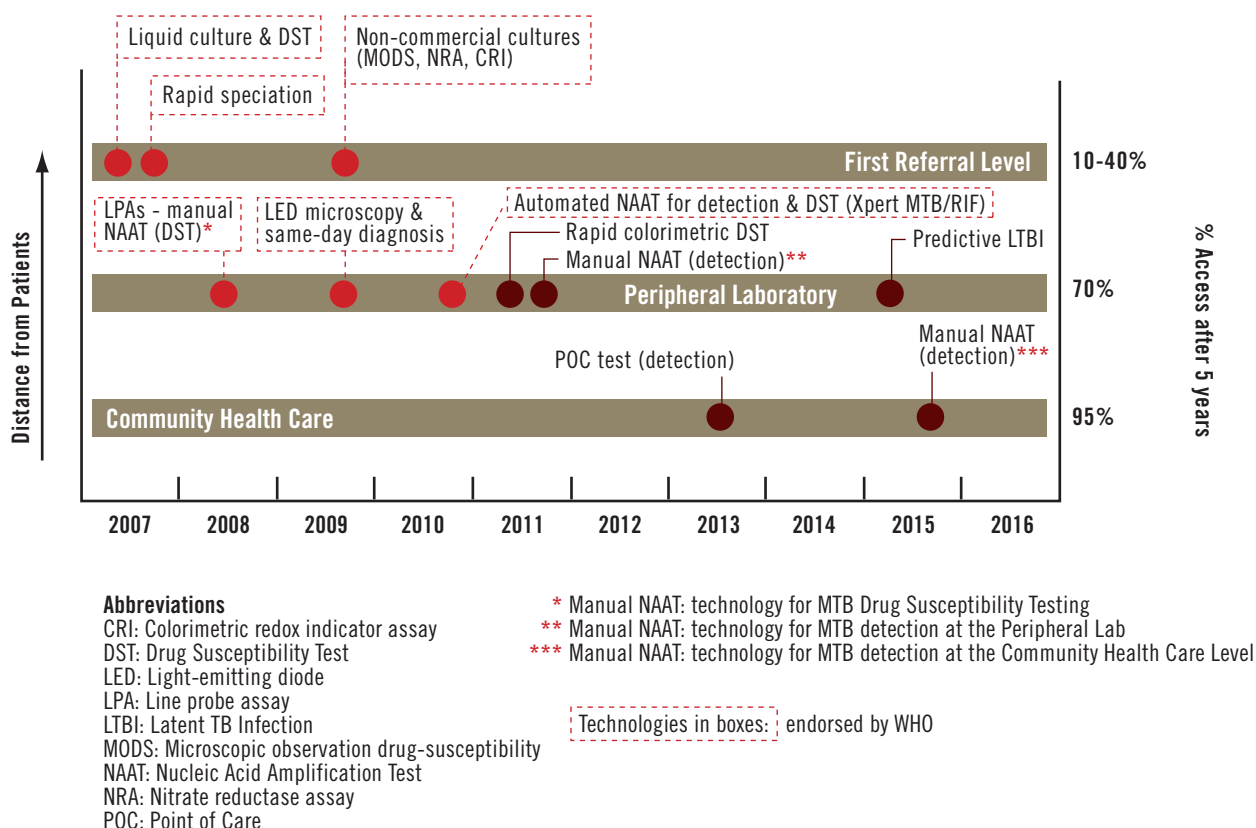 Liquid culture & DST
Non-commercial cultures
(MODS, NRA, CRI)
Rapid speciation
First Referral Level
10-40%
LPAs - manual
NAAT (DST)*
LED microscopy &
same-day diagnosis
Automated NAAT for detection & DST (Xpert MTB/RIF)
Rapid colorimetric DST
Manual NAAT (detection)**
Predictive LTBI
Peripheral Laboratory
70%
POC test (detection)
Manual NAAT
(detection)***
Community Health Care
95%
Distance from Patients
% Access after 5 years
2007 2008 2009 2010 2011 2012 2013 2014 2015 2016
Abbreviations
CRI: Colorimetric redox indicator assay
DST: Drug Susceptibility Test
LED: Light-emitting diode
LPA: Line probe assay
LTBI: Latent TB Infection
MODS: Microscopic observation drug-susceptibility
NAAT: Nucleic Acid Amplification Test
NRA: Nitrate reductase assay
POC: Point of Care
* Manual NAAT: technology for MTB Drug Susceptibility Testing
** Manual NAAT: technology for MTB detection at the Peripheral Lab
*** Manual NAAT: technology for MTB detection at the Community Health Care Level
Technologies in boxes: endorsed by WHO